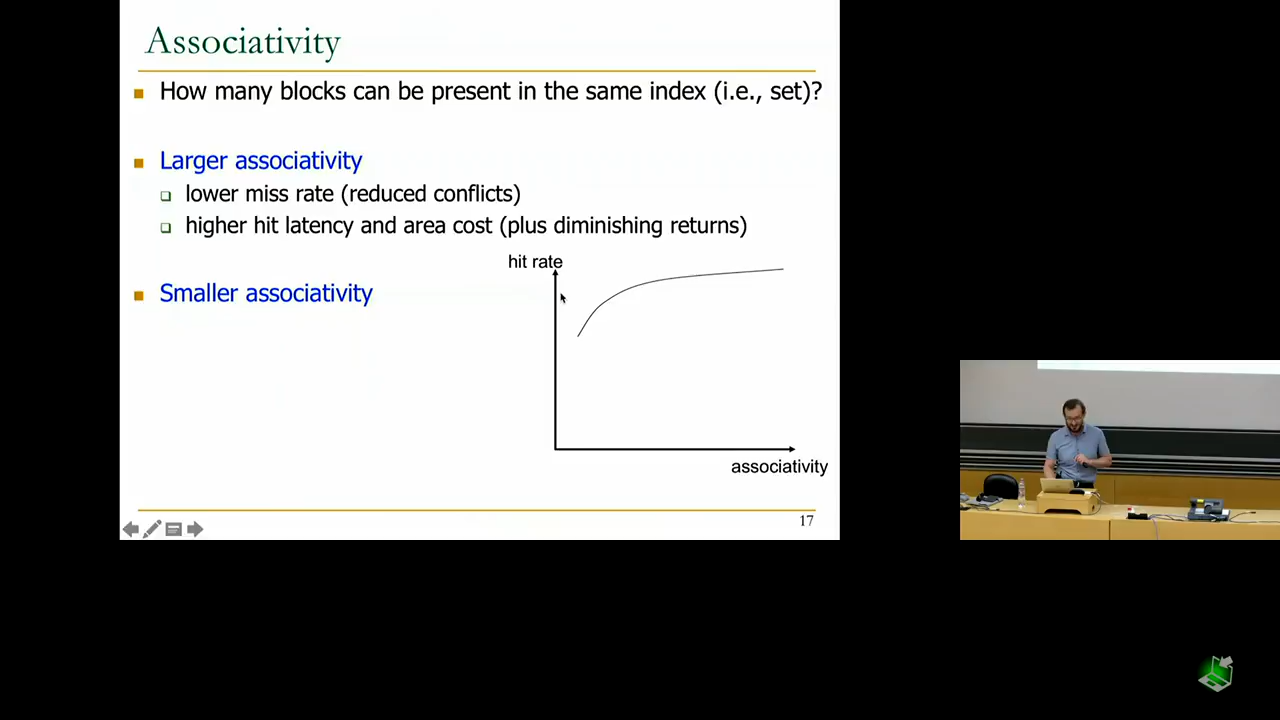 Associativity
How many blocks can be present in the same index (i.e., set)?
Larger associativity
lower miss rate (reduced conflicts)
higher hit latency and area cost (plus diminishing returns)
hit rate
Smaller associativity
associativity
17